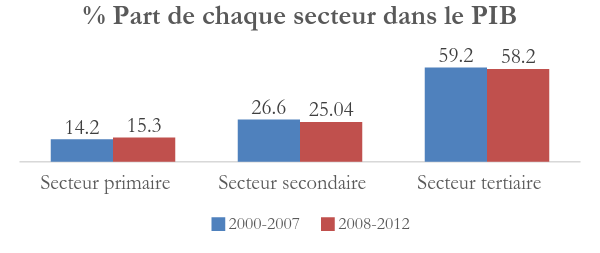 % Part de chaque secteur dans le PIB
59.2 58.2
26.6 25.04
14.2 15.3
Secteur primaire Secteur secondaire Secteur tertiaire
2000-2007 2008-2012